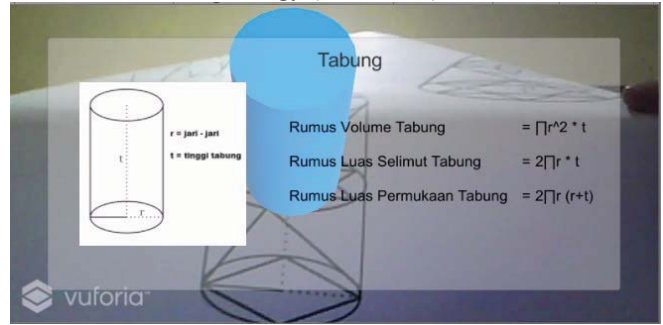 Tabung
r = jari - jari
t = tinggi tabung
t
r
Rumus Volume Tabung = ∏r^2 * t
Rumus Luas Selimut Tabung = 2∏r * t
Rumus Luas Permukaan Tabung = 2∏r (r+t)
vuforia™